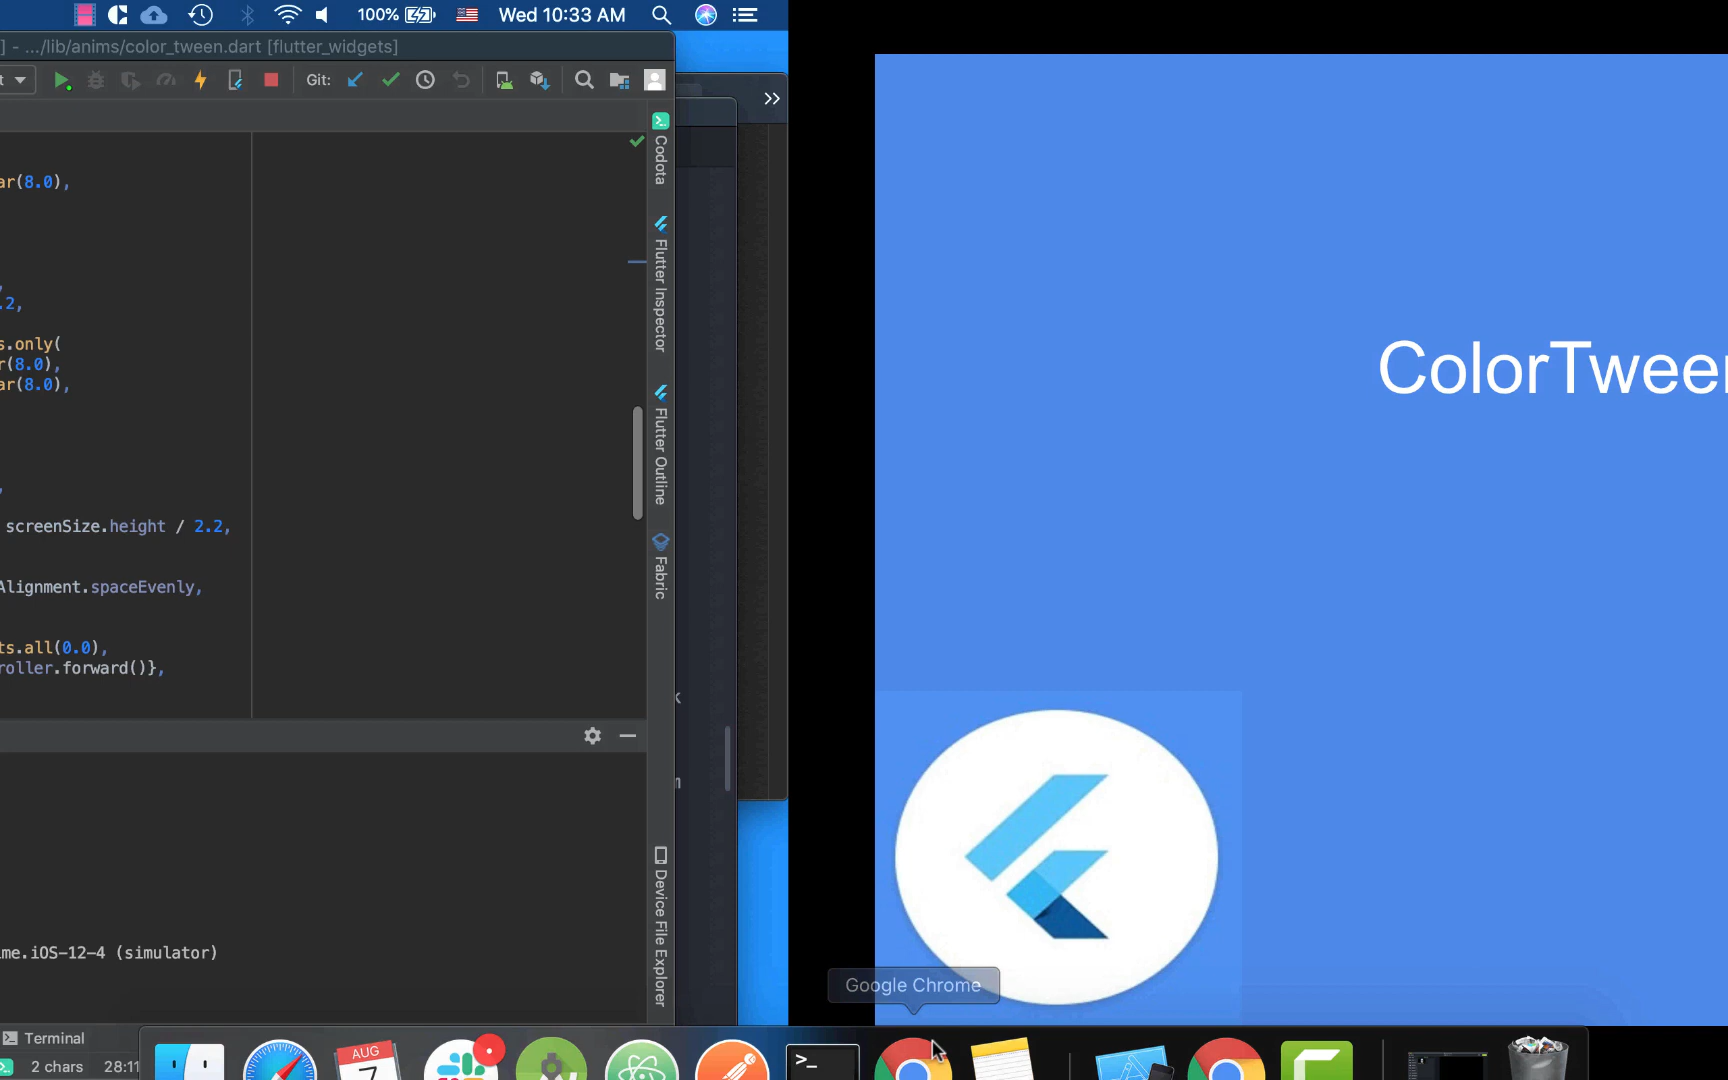 100%
Wed 10:33 AM
] - .../lib/anims/color_tween.dart [flutter_widgets]
t
Git:
Codota
ar(8.0),
Flutter Inspector
,
.2,
s.only(
r(8.0),
ar(8.0),
ColorTween
Flutter Outline
,
screenSize.height / 2.2,
Fabric
Alignment.spaceEvenly,
ts.all(0.0),
roller.forward()},
Device File Explorer
me.iOS-12-4 (simulator)
Google Chrome
Terminal
2 chars
28:11
AUG
7
>_